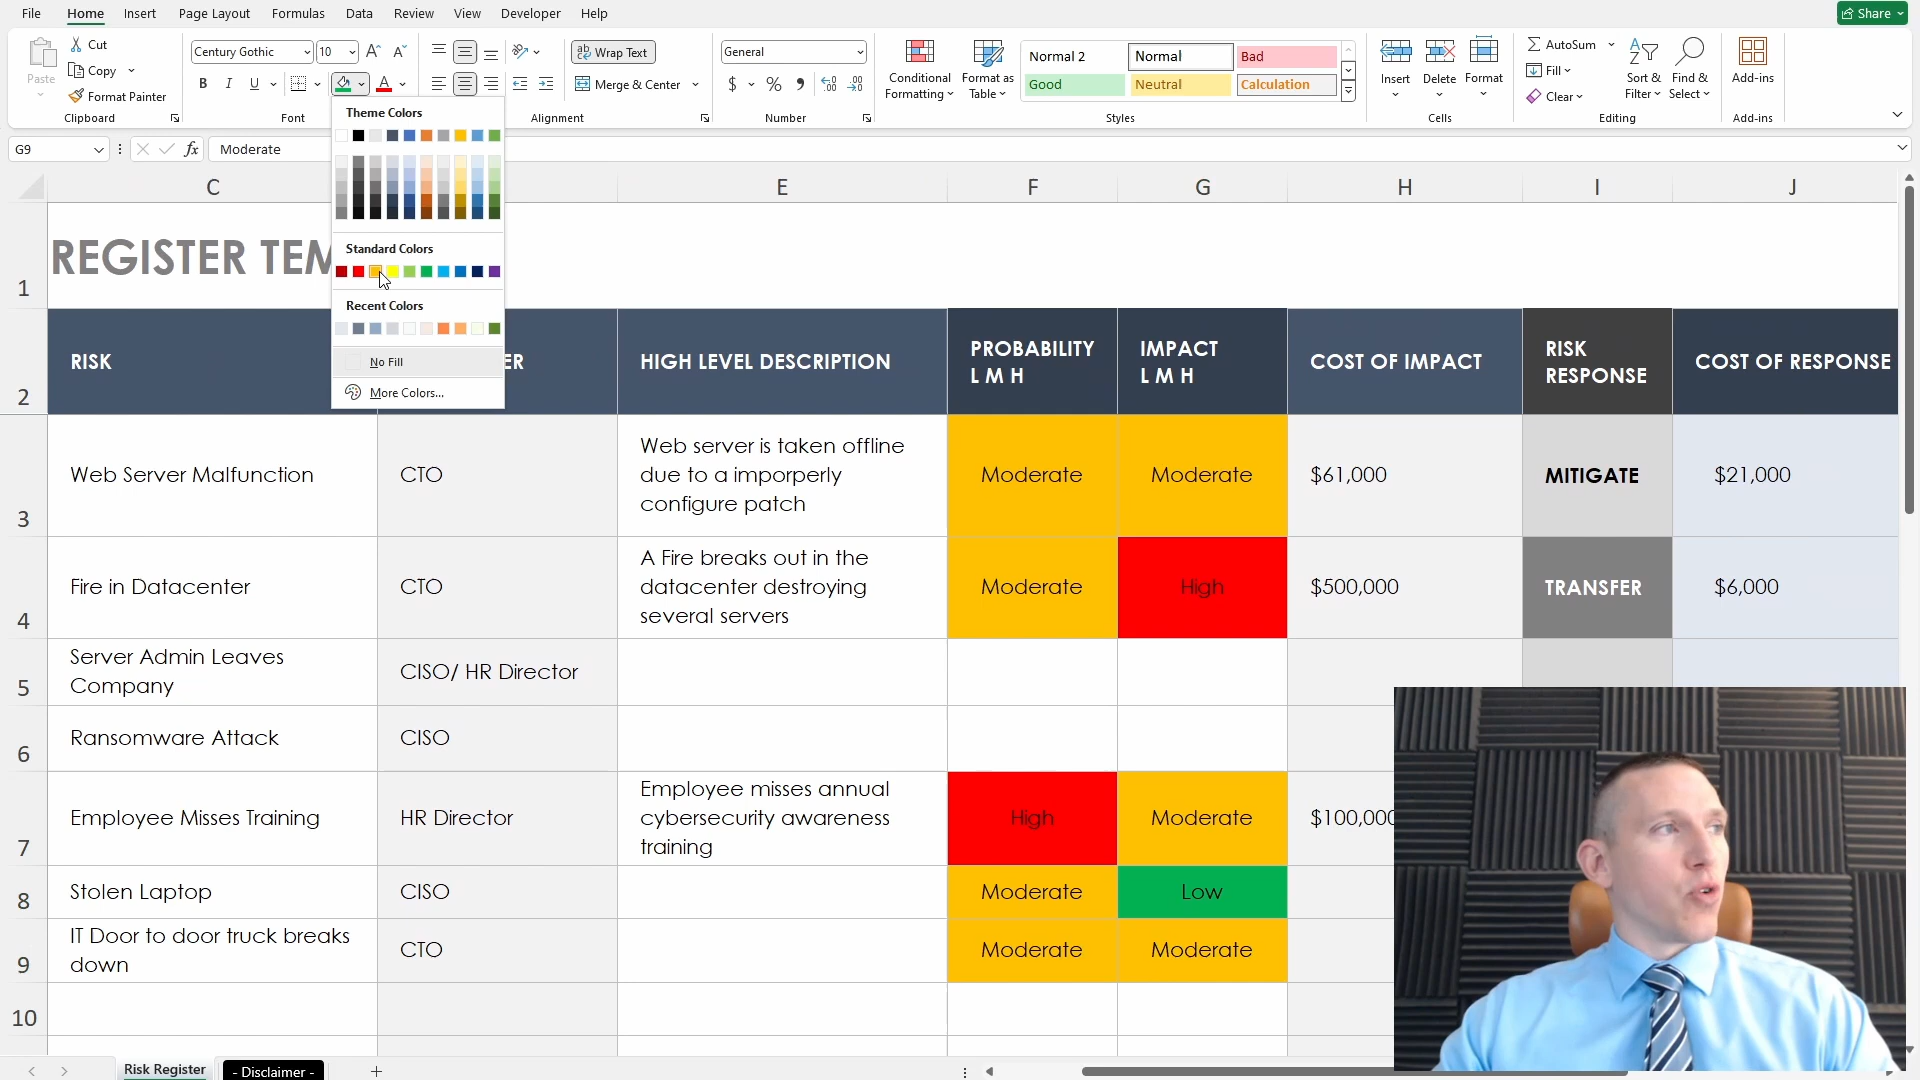 File Home Insert Page Layout Formulas Data Review View Developer Help Share
Paste
Cut
Copy
Format Painter
Clipboard
Century Gothic 10 A A
B I U A
Font
ab Wrap Text
Merge & Center
Alignment
General
$ % ,
Number
Conditional
Formatting
Format as
Table
Normal 2 Normal Bad
Good Neutral Calculation
Styles
Insert Delete Format
Cells
AutoSum
Fill
Clear
Sort &
Filter
Find &
Select
Editing
Add-ins
Add-ins
G9 fx Moderate
Theme Colors
Standard Colors
Recent Colors
No Fill
More Colors...
C E F G H I J
1 REGISTER TEM
2 RISK ER HIGH LEVEL DESCRIPTION
PROBABILITY
L M H
IMPACT
L M H
COST OF IMPACT
RISK
RESPONSE
COST OF RESPONSE
3 Web Server Malfunction CTO
Web server is taken offline
due to a imporperly
configure patch
Moderate Moderate $61,000 MITIGATE $21,000
4 Fire in Datacenter CTO
A Fire breaks out in the
datacenter destroying
several servers
Moderate High $500,000 TRANSFER $6,000
5 Server Admin Leaves
Company
CISO/ HR Director
6 Ransomware Attack CISO
7 Employee Misses Training HR Director
Employee misses annual
cybersecurity awareness
training
High Moderate $100,000
8 Stolen Laptop CISO Moderate Low
9 IT Door to door truck breaks
down
CTO Moderate Moderate
10
Risk Register - Disclaimer - +